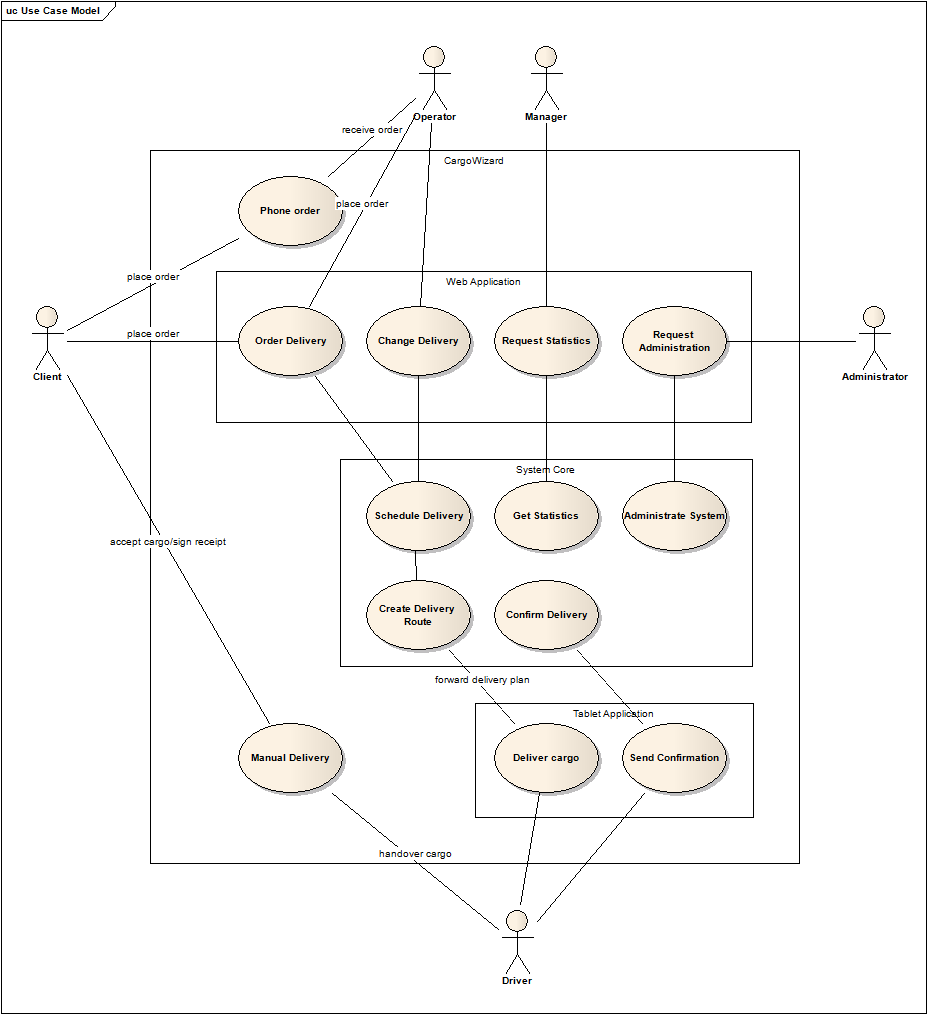 uc Use Case Model
Operator
Manager
receive order
CargoWizard
Phone order
place order
place order
Web Application
place order
Order Delivery
Change Delivery
Request Statistics
Request
Administration
Client
Administrator
System Core
Schedule Delivery
Get Statistics
Administrate System
accept cargo/sign receipt
Create Delivery
Route
Confirm Delivery
forward delivery plan
Tablet Application
Manual Delivery
Deliver cargo
Send Confirmation
handover cargo
Driver